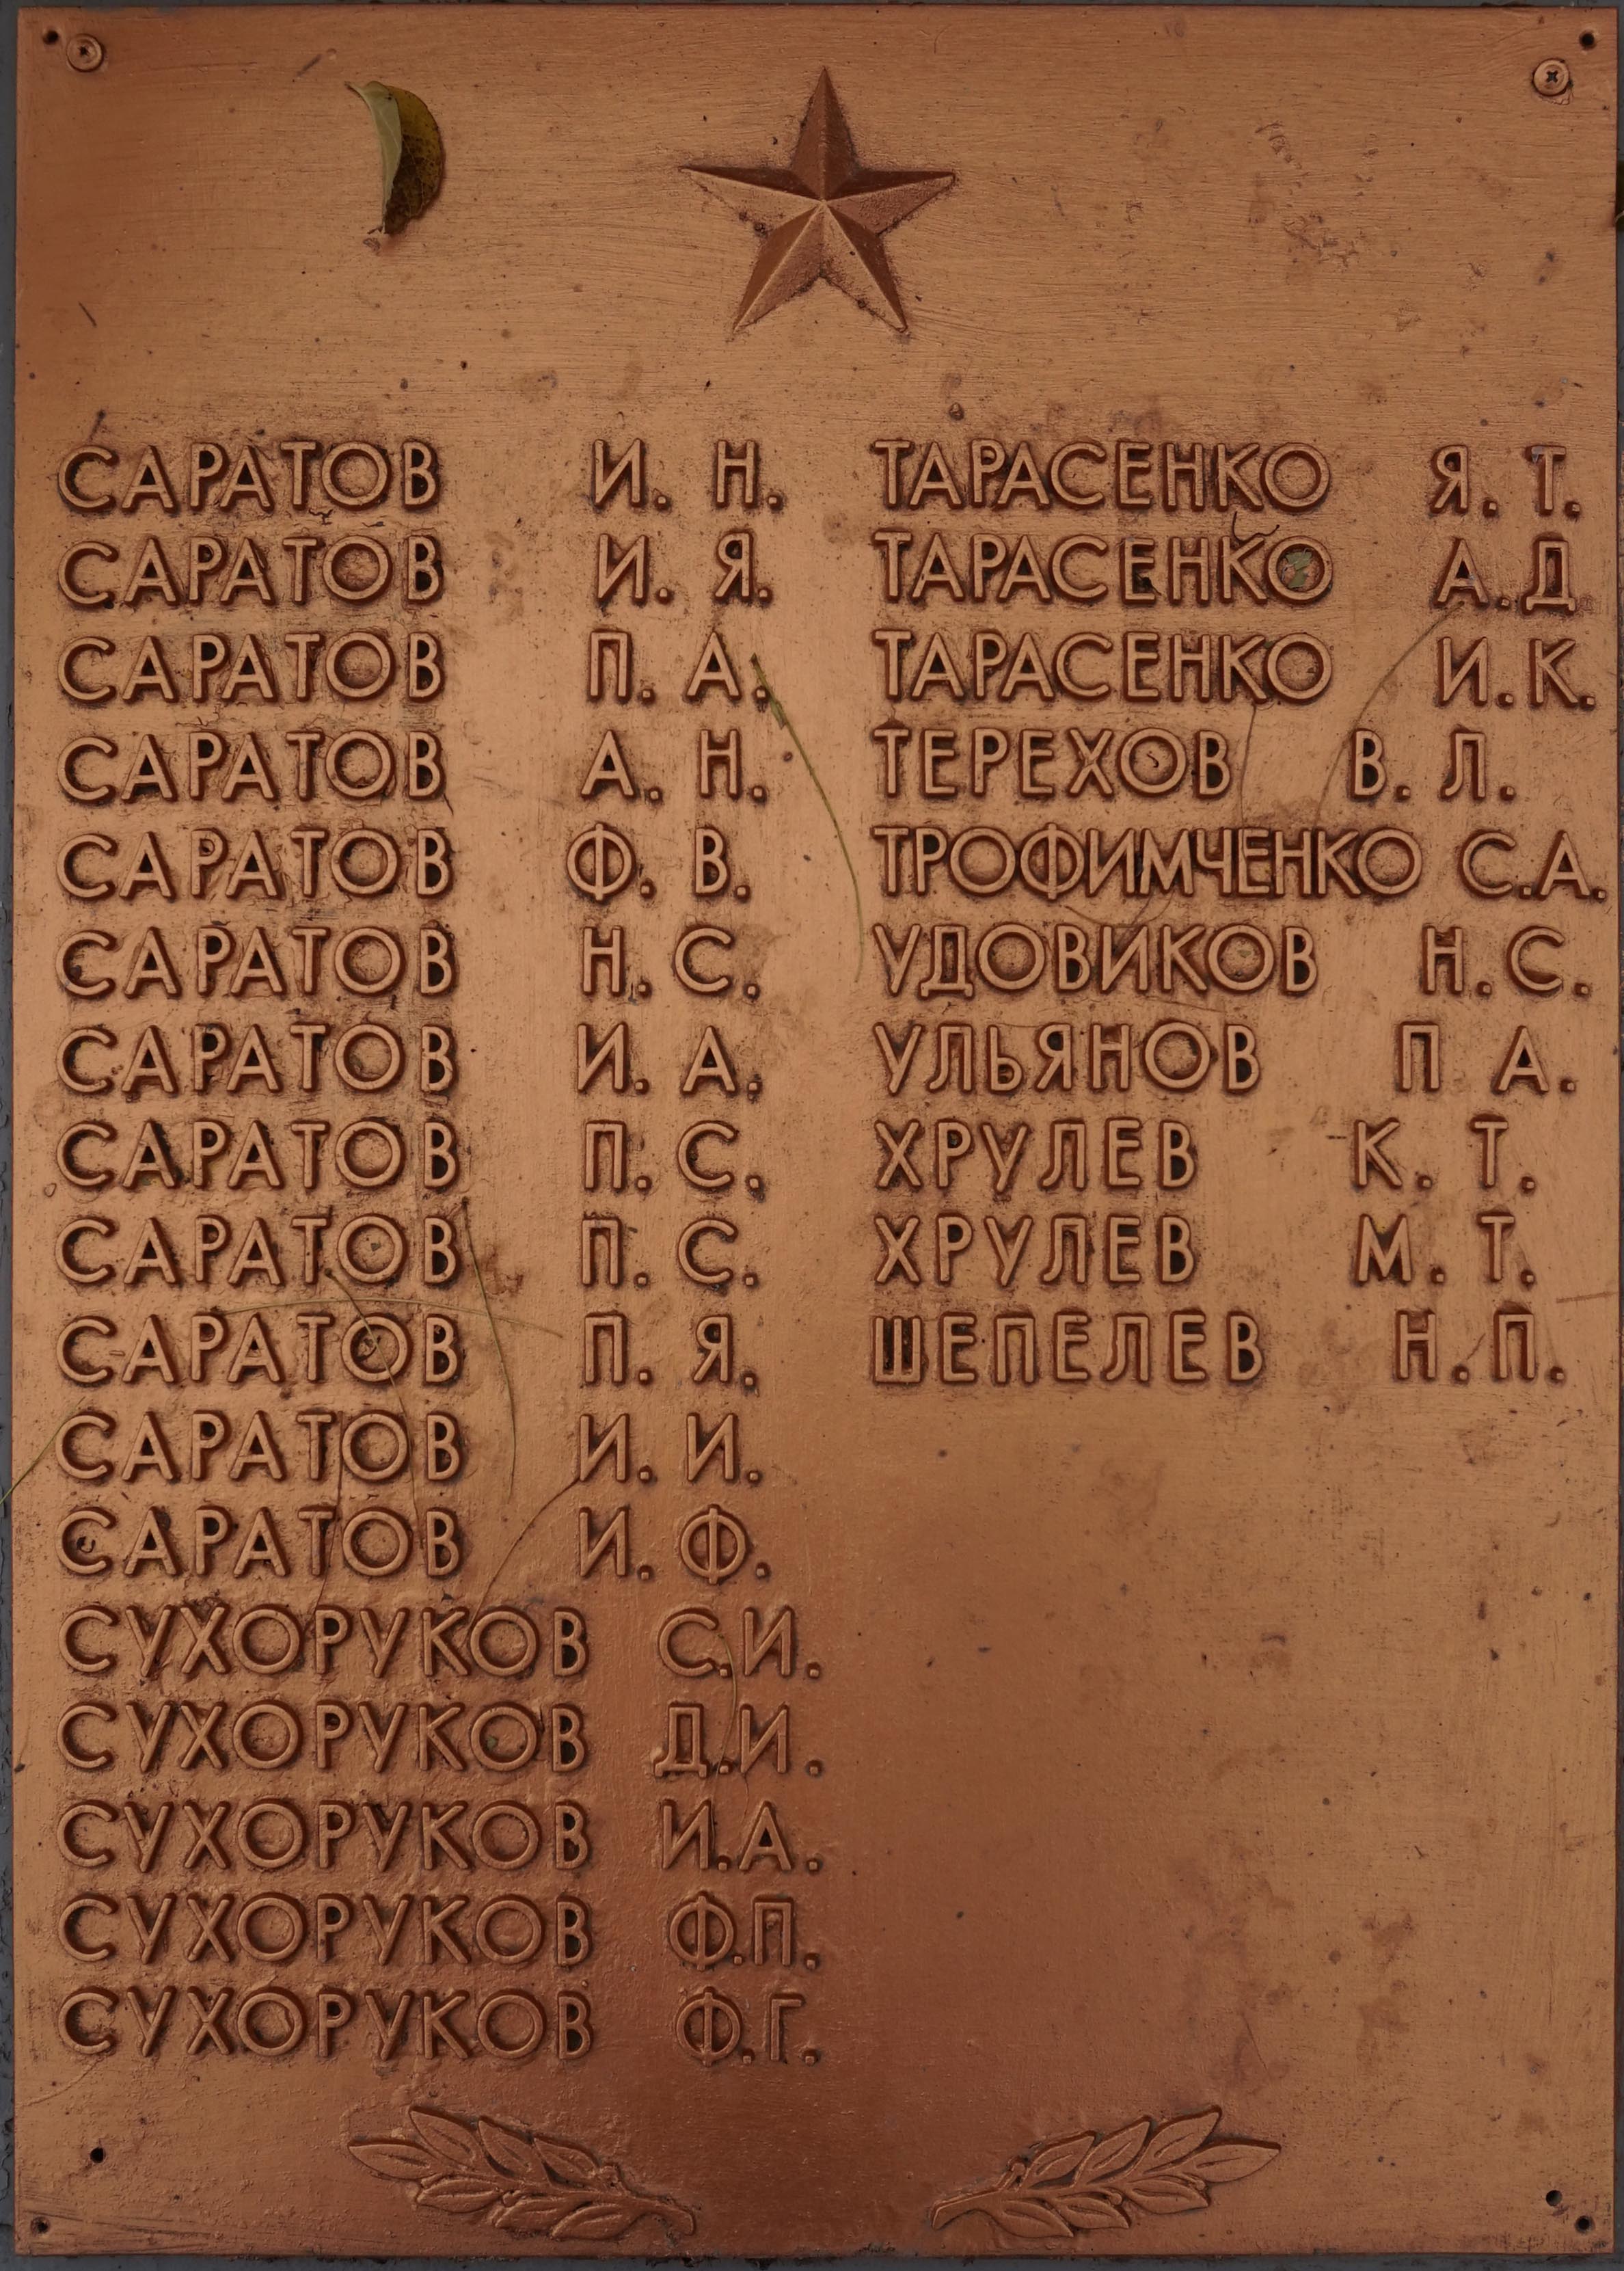 САРАТОВ И. Н.
САРАТОВ И. Я.
САРАТОВ П. А.
САРАТОВ А. Н.
САРАТОВ Ф. В.
САРАТОВ Н. С.
САРАТОВ И. А.
САРАТОВ П. С.
САРАТОВ П. С.
САРАТОВ П. Я.
САРАТОВ И. И.
САРАТОВ И. Ф.
СУХОРУКОВ С.И.
СУХОРУКОВ Д.И.
СУХОРУКОВ И.А.
СУХОРУКОВ Ф.П.
СУХОРУКОВ Ф.Г.
ТАРАСЕНКО Я. Т.
ТАРАСЕНКО А.Д
ТАРАСЕНКО И.К.
ТЕРЕХОВ В. Л.
ТРОФИМЧЕНКО С.А.
УДОВИКОВ Н.С.
УЛЬЯНОВ П А.
ХРУЛЕВ К. Т.
ХРУЛЕВ М. Т.
ШЕПЕЛЕВ Н.П.